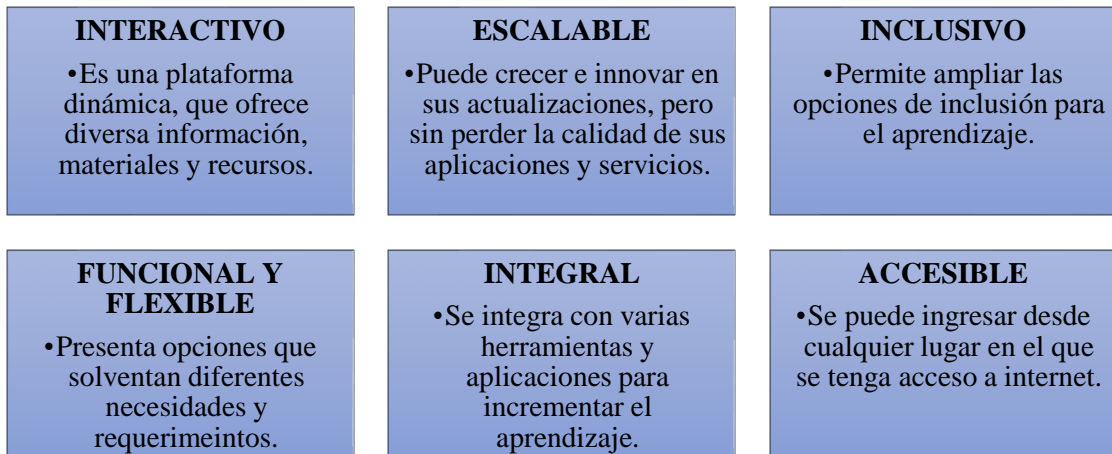 INTERACTIVO
•Es una plataforma
dinámica, que ofrece
diversa información,
materiales y recursos.
ESCALABLE
•Puede crecer e innovar en
sus actualizaciones, pero
sin perder la calidad de sus
aplicaciones y servicios.
INCLUSIVO
•Permite ampliar las
opciones de inclusión para
el aprendizaje.
FUNCIONAL Y
FLEXIBLE
•Presenta opciones que
solventan diferentes
necesidades y
requerimeintos.
INTEGRAL
•Se integra con varias
herramientas y
aplicaciones para
incrementar el
aprendizaje.
ACCESIBLE
•Se puede ingresar desde
cualquier lugar en el que
se tenga acceso a internet.